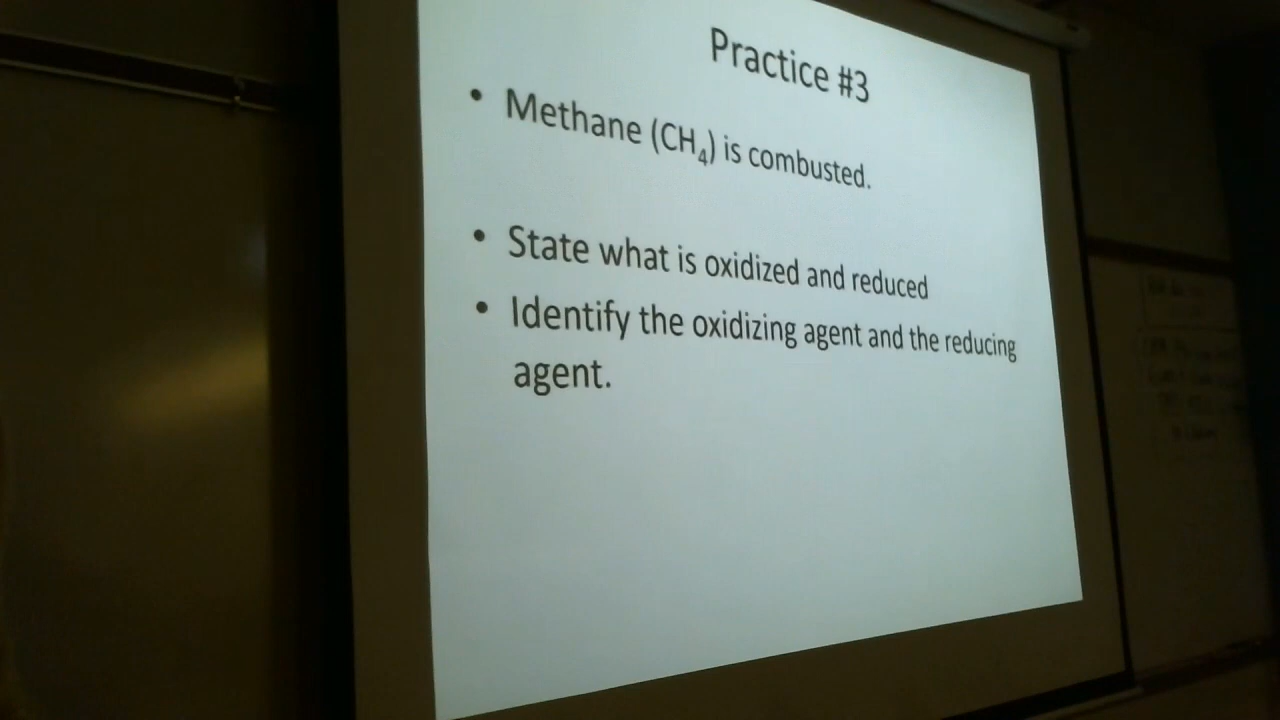 Practice #3
• Methane (CH₄) is combusted.
• State what is oxidized and reduced
• Identify the oxidizing agent and the reducing
agent.